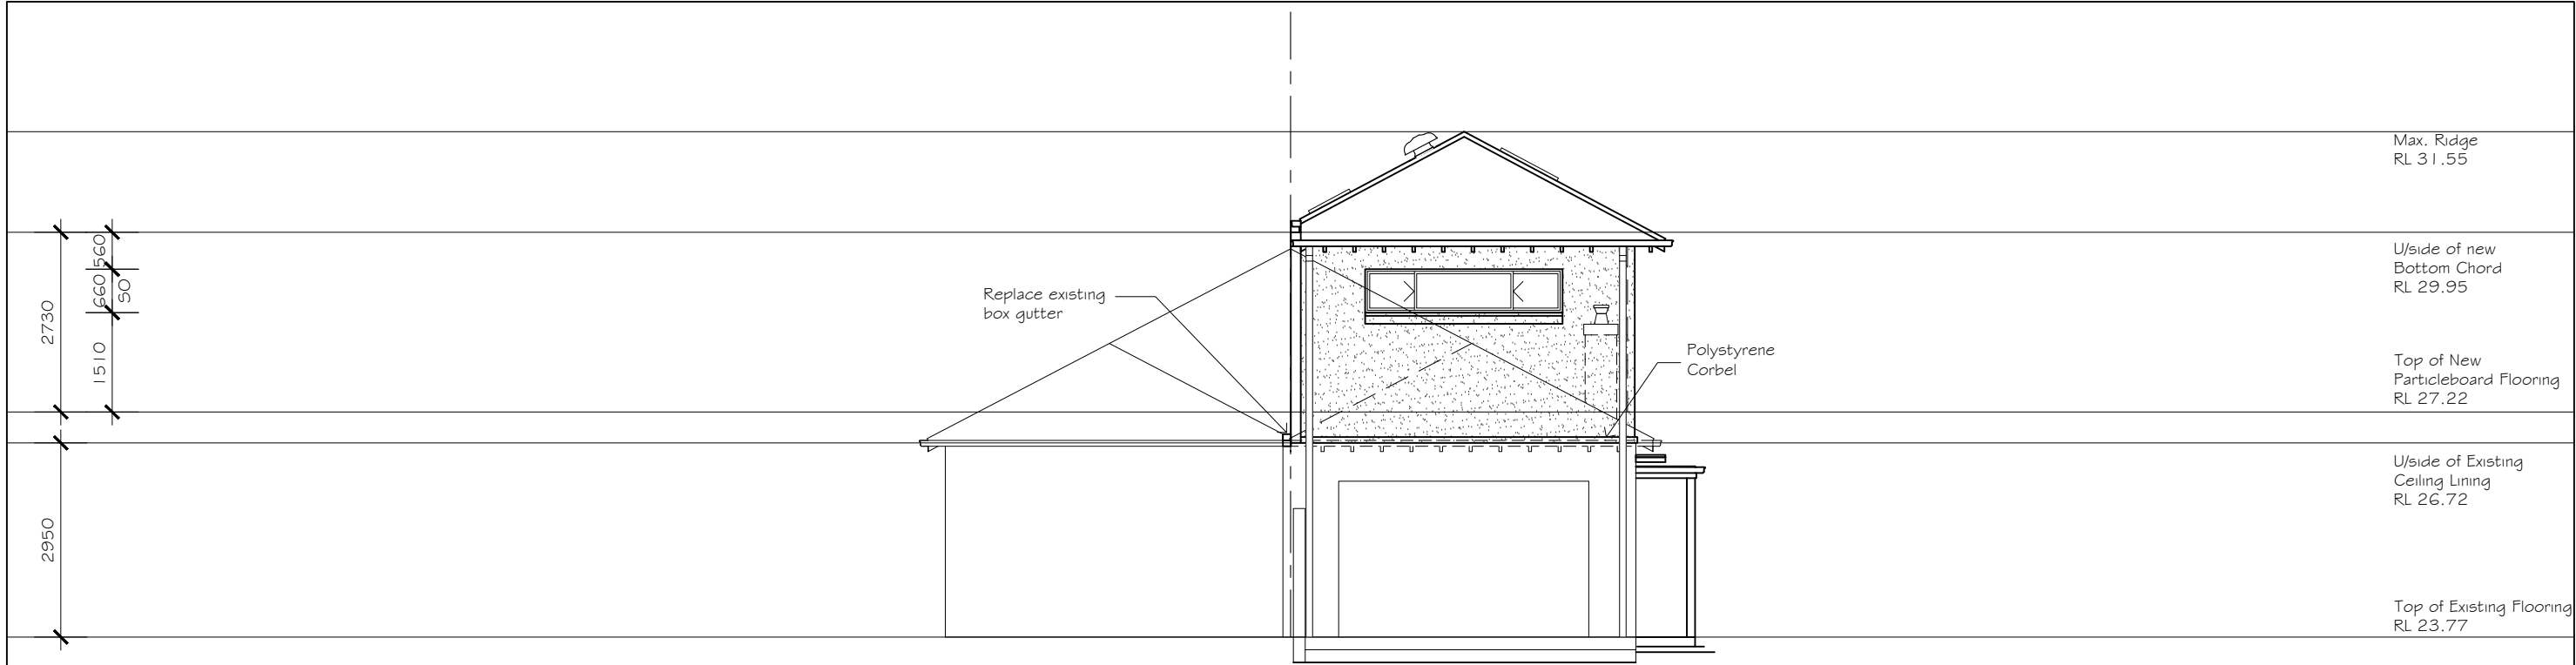 Max. Ridge
RL 31.55
U/side of new
Bottom Chord
RL 29.95
Top of New
Particleboard Flooring
RL 27.22
U/side of Existing
Ceiling Lining
RL 26.72
Top of Existing Flooring
RL 23.77
Replace existing
box gutter
Polystyrene
Corbel
2730
2950
560
660
SO
1510